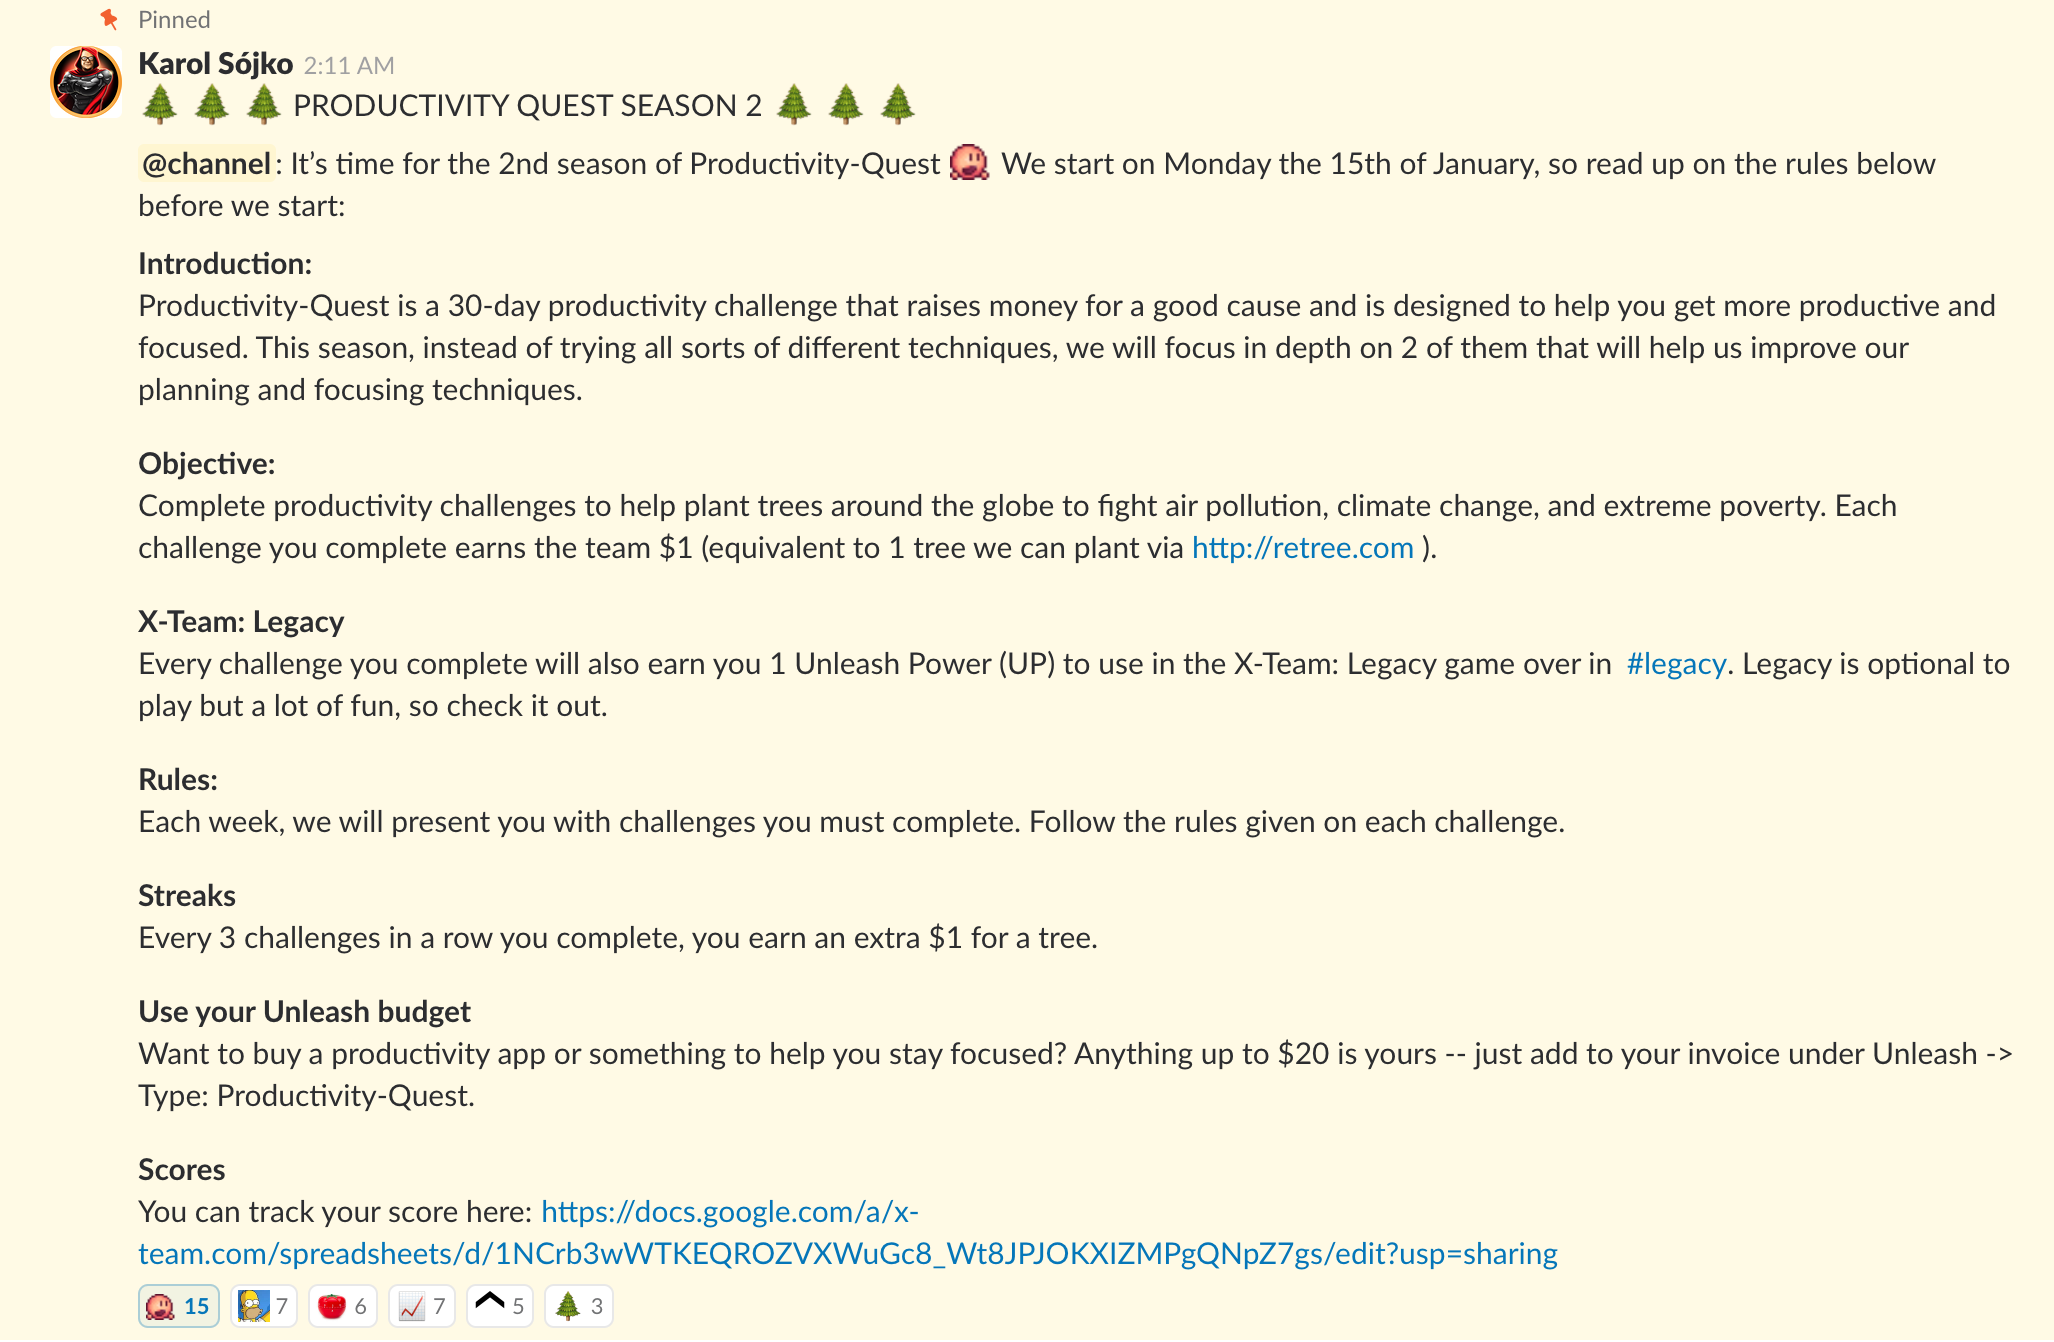 Pinned
Karol Sójko 2:11 AM
PRODUCTIVITY QUEST SEASON 2
@channel: It’s time for the 2nd season of Productivity-Quest We start on Monday the 15th of January, so read up on the rules below
before we start:
Introduction:
Productivity-Quest is a 30-day productivity challenge that raises money for a good cause and is designed to help you get more productive and
focused. This season, instead of trying all sorts of different techniques, we will focus in depth on 2 of them that will help us improve our
planning and focusing techniques.
Objective:
Complete productivity challenges to help plant trees around the globe to fight air pollution, climate change, and extreme poverty. Each
challenge you complete earns the team $1 (equivalent to 1 tree we can plant via http://retree.com ).
X-Team: Legacy
Every challenge you complete will also earn you 1 Unleash Power (UP) to use in the X-Team: Legacy game over in #legacy. Legacy is optional to
play but a lot of fun, so check it out.
Rules:
Each week, we will present you with challenges you must complete. Follow the rules given on each challenge.
Streaks
Every 3 challenges in a row you complete, you earn an extra $1 for a tree.
Use your Unleash budget
Want to buy a productivity app or something to help you stay focused? Anything up to $20 is yours -- just add to your invoice under Unleash ->
Type: Productivity-Quest.
Scores
You can track your score here: https://docs.google.com/a/x-
team.com/spreadsheets/d/1NCrb3wWTKEQROZVXWuGc8_Wt8JPJOKXIZMPgQNpZ7gs/edit?usp=sharing
15 7 6 7 5 3